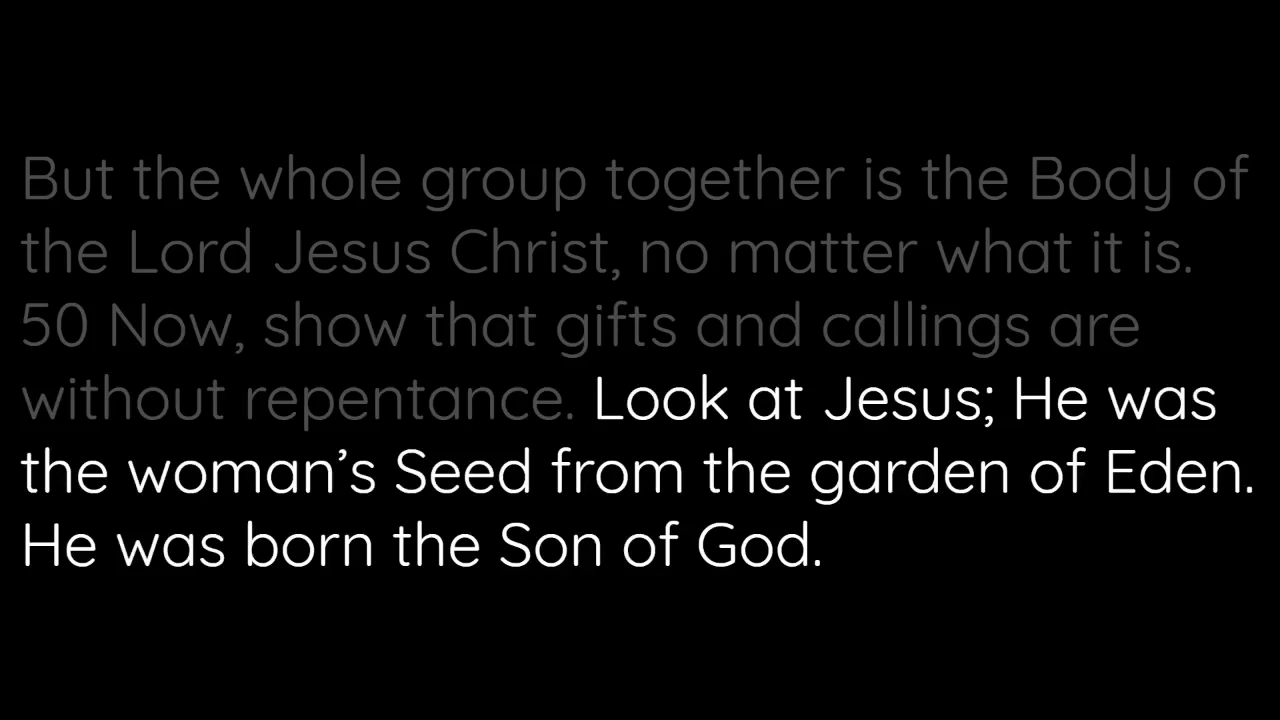 But the whole group together is the Body of
the Lord Jesus Christ, no matter what it is.
50 Now, show that gifts and callings are
without repentance. Look at Jesus; He was
the woman’s Seed from the garden of Eden.
He was born the Son of God.